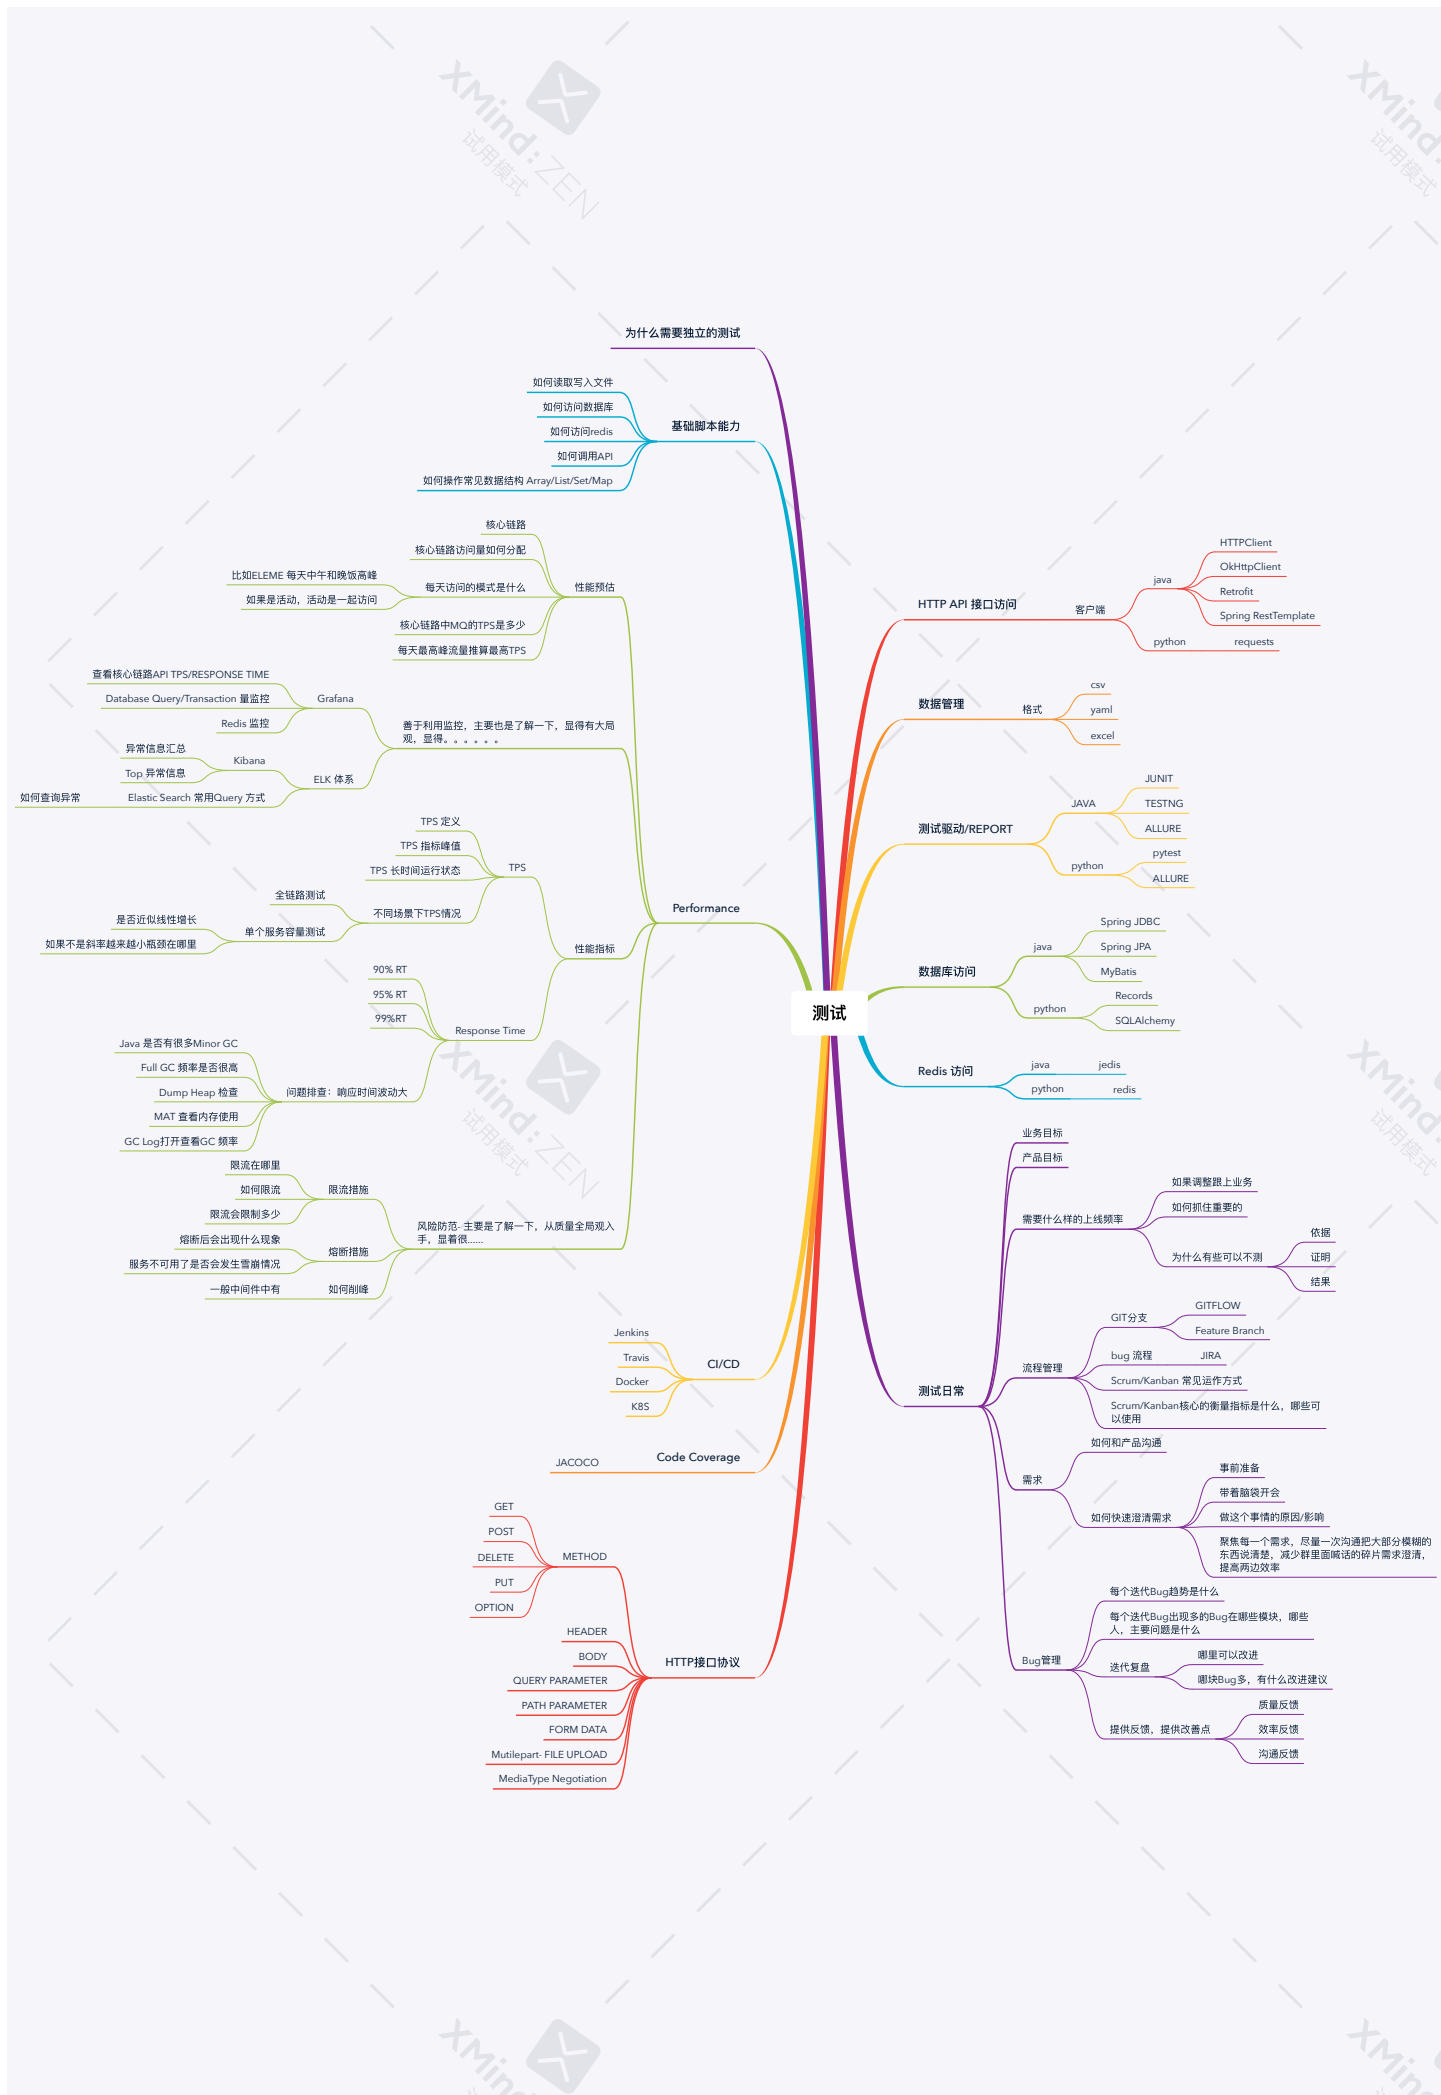 XMind:ZEN
试用模式
XMind:
试用模式
为什么需要独立的测试
基础脚本能力
如何读取写入文件
如何访问数据库
如何访问redis
如何调用API
如何操作常见数据结构 Array/List/Set/Map
Performance
性能预估
核心链路
核心链路访问量如何分配
每天访问的模式是什么
比如ELEME 每天中午和晚饭高峰
如果是活动，活动是一起访问
核心链路中MQ的TPS是多少
每天最高峰流量推算最高TPS
善于利用监控，主要也是了解一下，显得有大局
观，显得。。。。。。
Grafana
查看核心链路API TPS/RESPONSE TIME
Database Query/Transaction 量监控
Redis 监控
ELK 体系
Kibana
异常信息汇总
Top 异常信息
Elastic Search 常用Query 方式
如何查询异常
性能指标
TPS
TPS 定义
TPS 指标峰值
TPS 长时间运行状态
不同场景下TPS情况
全链路测试
单个服务容量测试
是否近似线性增长
如果不是斜率越来越小瓶颈在哪里
Response Time
90% RT
95% RT
99%RT
问题排查：响应时间波动大
Java 是否有很多Minor GC
Full GC 频率是否很高
Dump Heap 检查
MAT 查看内存使用
GC Log打开查看GC 频率
风险防范- 主要是了解一下，从质量全局观入
手，显着很......
限流措施
限流在哪里
如何限流
限流会限制多少
熔断措施
熔断后会出现什么现象
服务不可用了是否会发生雪崩情况
如何削峰
一般中间件中有
CI/CD
Jenkins
Travis
Docker
K8S
Code Coverage
JACOCO
HTTP接口协议
METHOD
GET
POST
DELETE
PUT
OPTION
HEADER
BODY
QUERY PARAMETER
PATH PARAMETER
FORM DATA
Mutilepart- FILE UPLOAD
MediaType Negotiation
测试
HTTP API 接口访问
客户端
java
HTTPClient
OkHttpClient
Retrofit
Spring RestTemplate
python
requests
数据管理
格式
csv
yaml
excel
测试驱动/REPORT
JAVA
JUNIT
TESTNG
ALLURE
python
pytest
ALLURE
数据库访问
java
Spring JDBC
Spring JPA
MyBatis
python
Records
SQLAlchemy
Redis 访问
java
jedis
python
redis
测试日常
业务目标
产品目标
需要什么样的上线频率
如果调整跟上业务
如何抓住重要的
为什么有些可以不测
依据
证明
结果
流程管理
GIT分支
GITFLOW
Feature Branch
bug 流程
JIRA
Scrum/Kanban 常见运作方式
Scrum/Kanban核心的衡量指标是什么，哪些可
以使用
需求
如何和产品沟通
如何快速澄清需求
事前准备
带着脑袋开会
做这个事情的原因/影响
聚焦每一个需求，尽量一次沟通把大部分模糊的
东西说清楚，减少群里面喊话的碎片需求澄清，
提高两边效率
Bug管理
每个迭代Bug趋势是什么
每个迭代Bug出现多的Bug在哪些模块，哪些
人，主要问题是什么
迭代复盘
哪里可以改进
哪块Bug多，有什么改进建议
提供反馈，提供改善点
质量反馈
效率反馈
沟通反馈
XMind:ZEN
试用模式
XMind:
试用模式
XMind:
试用模式
XMind:
试用模式